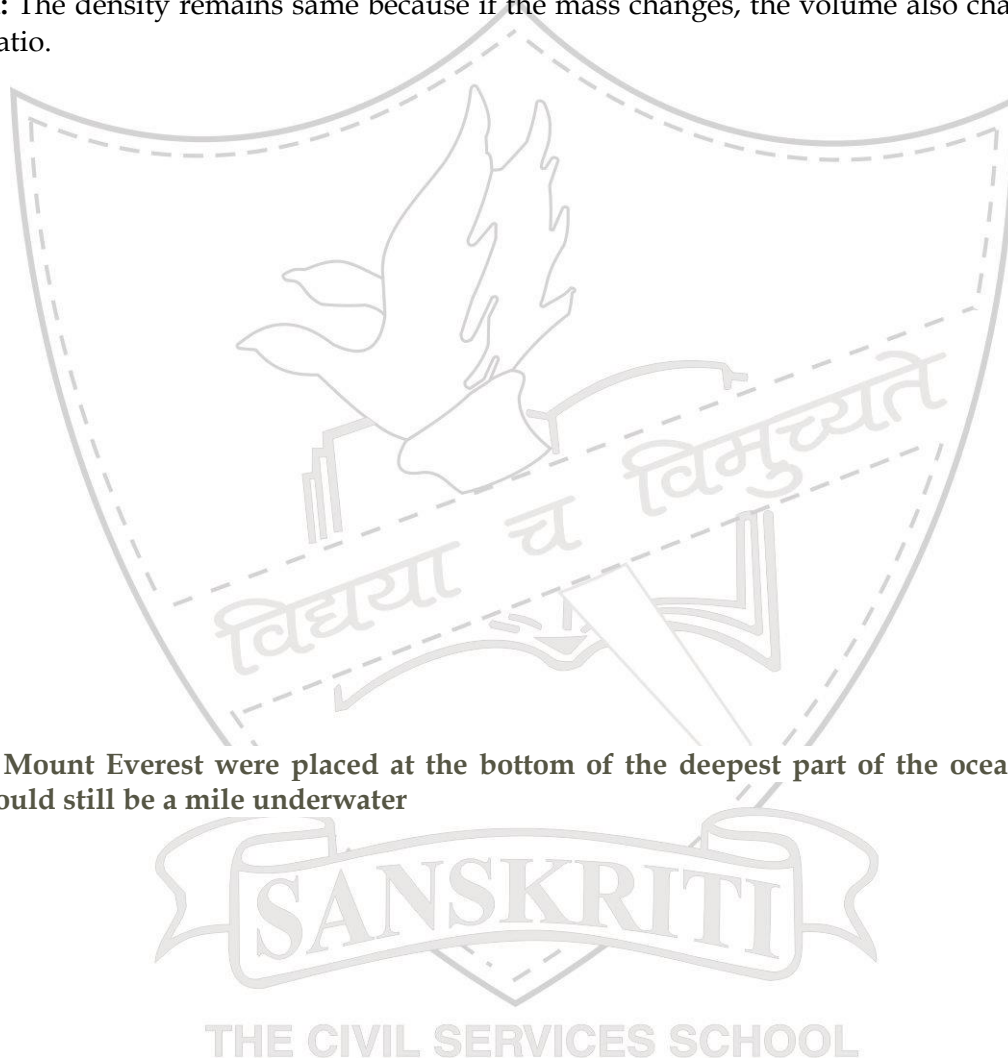 : The density remains same because if the mass changes, the volume also cha
atio.
विद्यया च विमुच्यते
Mount Everest were placed at the bottom of the deepest part of the ocea
ould still be a mile underwater
SANSKRITI
THE CIVIL SERVICES SCHOOL